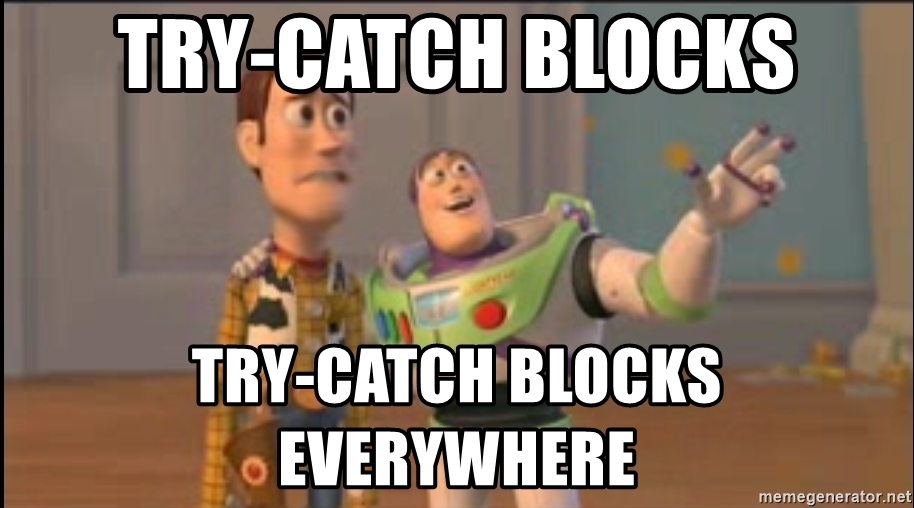 TRY-CATCH BLOCKS
TRY-CATCH BLOCKS
EVERYWHERE
memegenerator.net